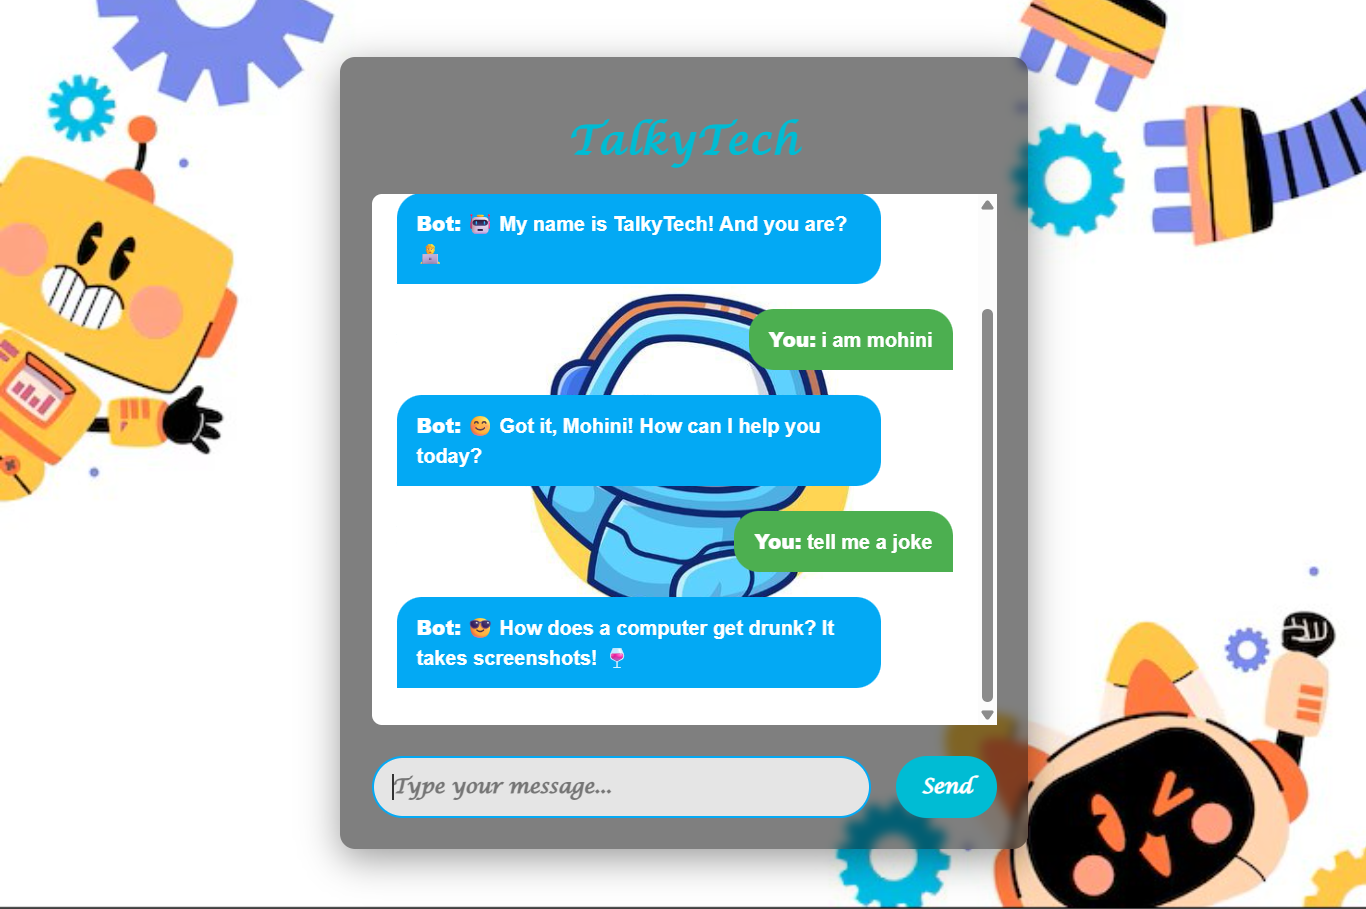 TalkyTech
Bot: 🤖 My name is TalkyTech! And you are?
👩‍💻
You: i am mohini
Bot: 😊 Got it, Mohini! How can I help you
today?
You: tell me a joke
Bot: 😎 How does a computer get drunk? It
takes screenshots! 🍷
Type your message...
Send